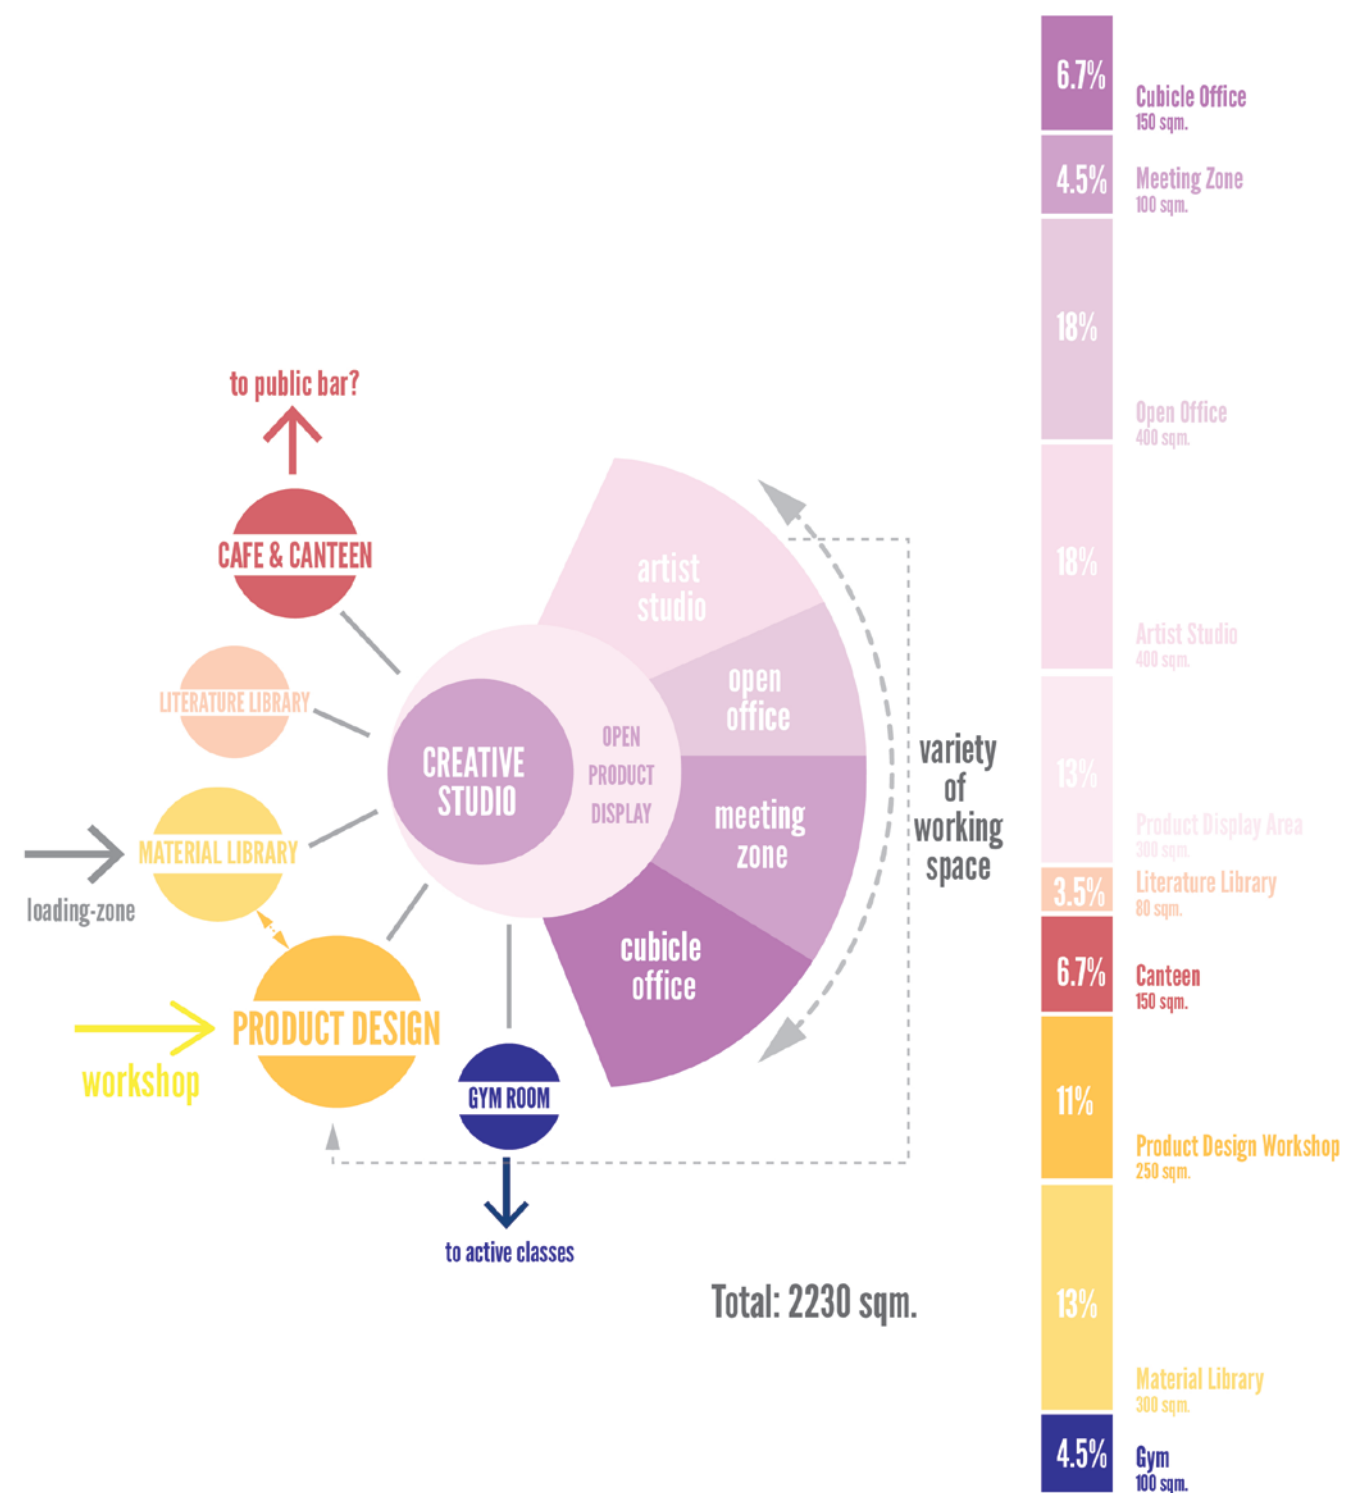 to public bar?
CAFE & CANTEEN
LITERATURE LIBRARY
MATERIAL LIBRARY
loading-zone
PRODUCT DESIGN
workshop
GYM ROOM
to active classes
CREATIVE
STUDIO
OPEN
PRODUCT
DISPLAY
artist
studio
open
office
meeting
zone
cubicle
office
variety
of
working
space
Total: 2230 sqm.
6.7%
Cubicle Office
150 sqm.
4.5%
Meeting Zone
100 sqm.
18%
Open Office
400 sqm.
18%
Artist Studio
400 sqm.
13%
Product Display Area
300 sqm.
3.5%
Literature Library
80 sqm.
6.7%
Canteen
150 sqm.
11%
Product Design Workshop
250 sqm.
13%
Material Library
300 sqm.
4.5%
Gym
100 sqm.